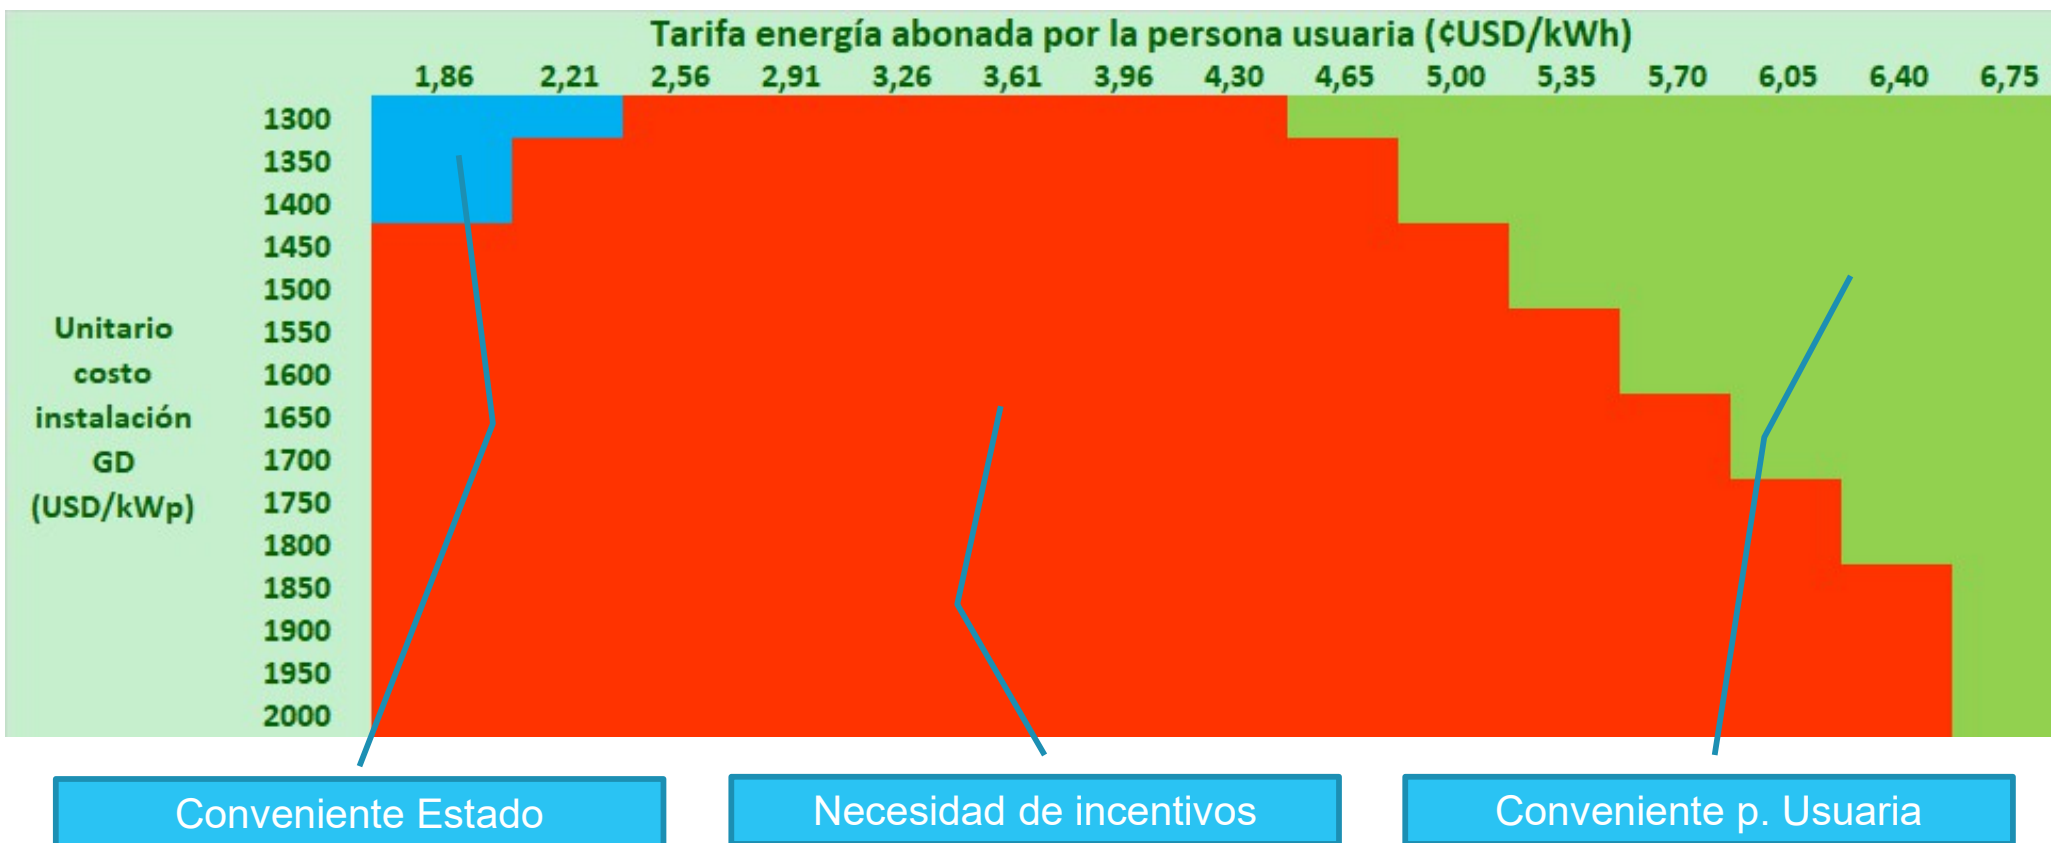 Tarifa energía abonada por la persona usuaria (¢USD/kWh)
1,86 2,21 2,56 2,91 3,26 3,61 3,96 4,30 4,65 5,00 5,35 5,70 6,05 6,40 6,75
1300
1350
1400
1450
1500
1550
1600
1650
1700
1750
1800
1850
1900
1950
2000
Unitario
costo
instalación
GD
(USD/kWp)
Conveniente Estado
Necesidad de incentivos
Conveniente p. Usuaria